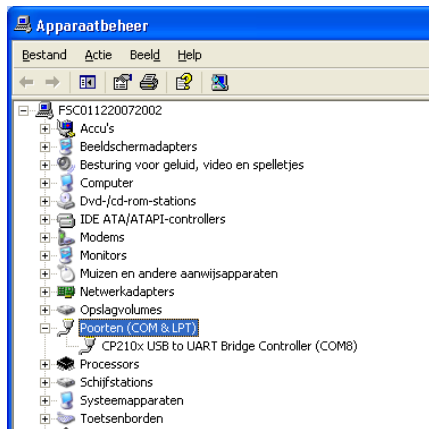 Apparaatbeheer
Bestand Actie Beeld Help
FSC011220072002
Accu's
Beeldschermadapters
Besturing voor geluid, video en spelletjes
Computer
Dvd-/cd-rom-stations
IDE ATA/ATAPI-controllers
Modems
Monitors
Muizen en andere aanwijsapparaten
Netwerkadapters
Opslagvolumes
Poorten (COM & LPT)
CP210x USB to UART Bridge Controller (COM8)
Processors
Schijfstations
Systeemapparaten
Toetsenborden